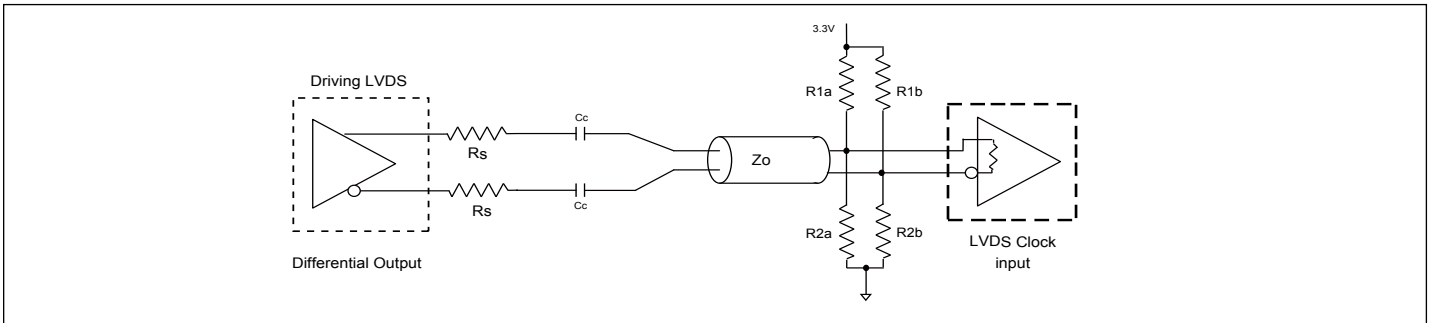 3.3V
Driving LVDS
R1a
R1b
Cc
Rs
Zo
Rs
Cc
R2a
R2b
LVDS Clock
input
Differential Output